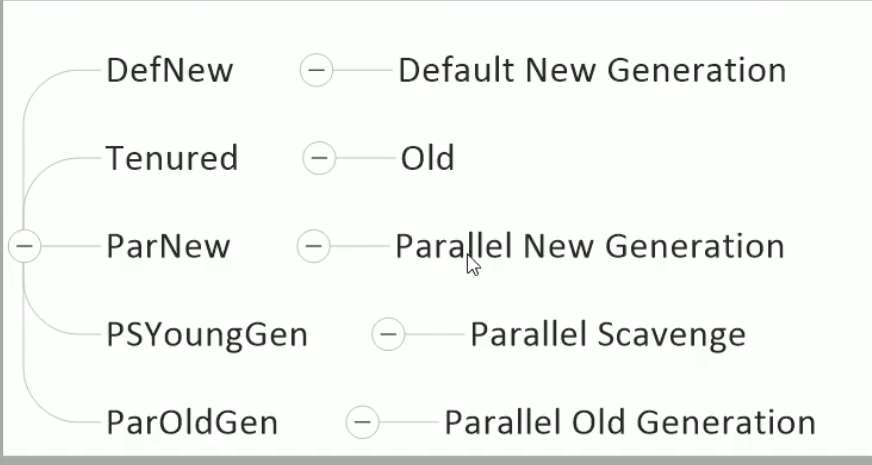 DefNew Default New Generation
Tenured Old
ParNew Parallel New Generation
PSYoungGen Parallel Scavenge
ParOldGen Parallel Old Generation